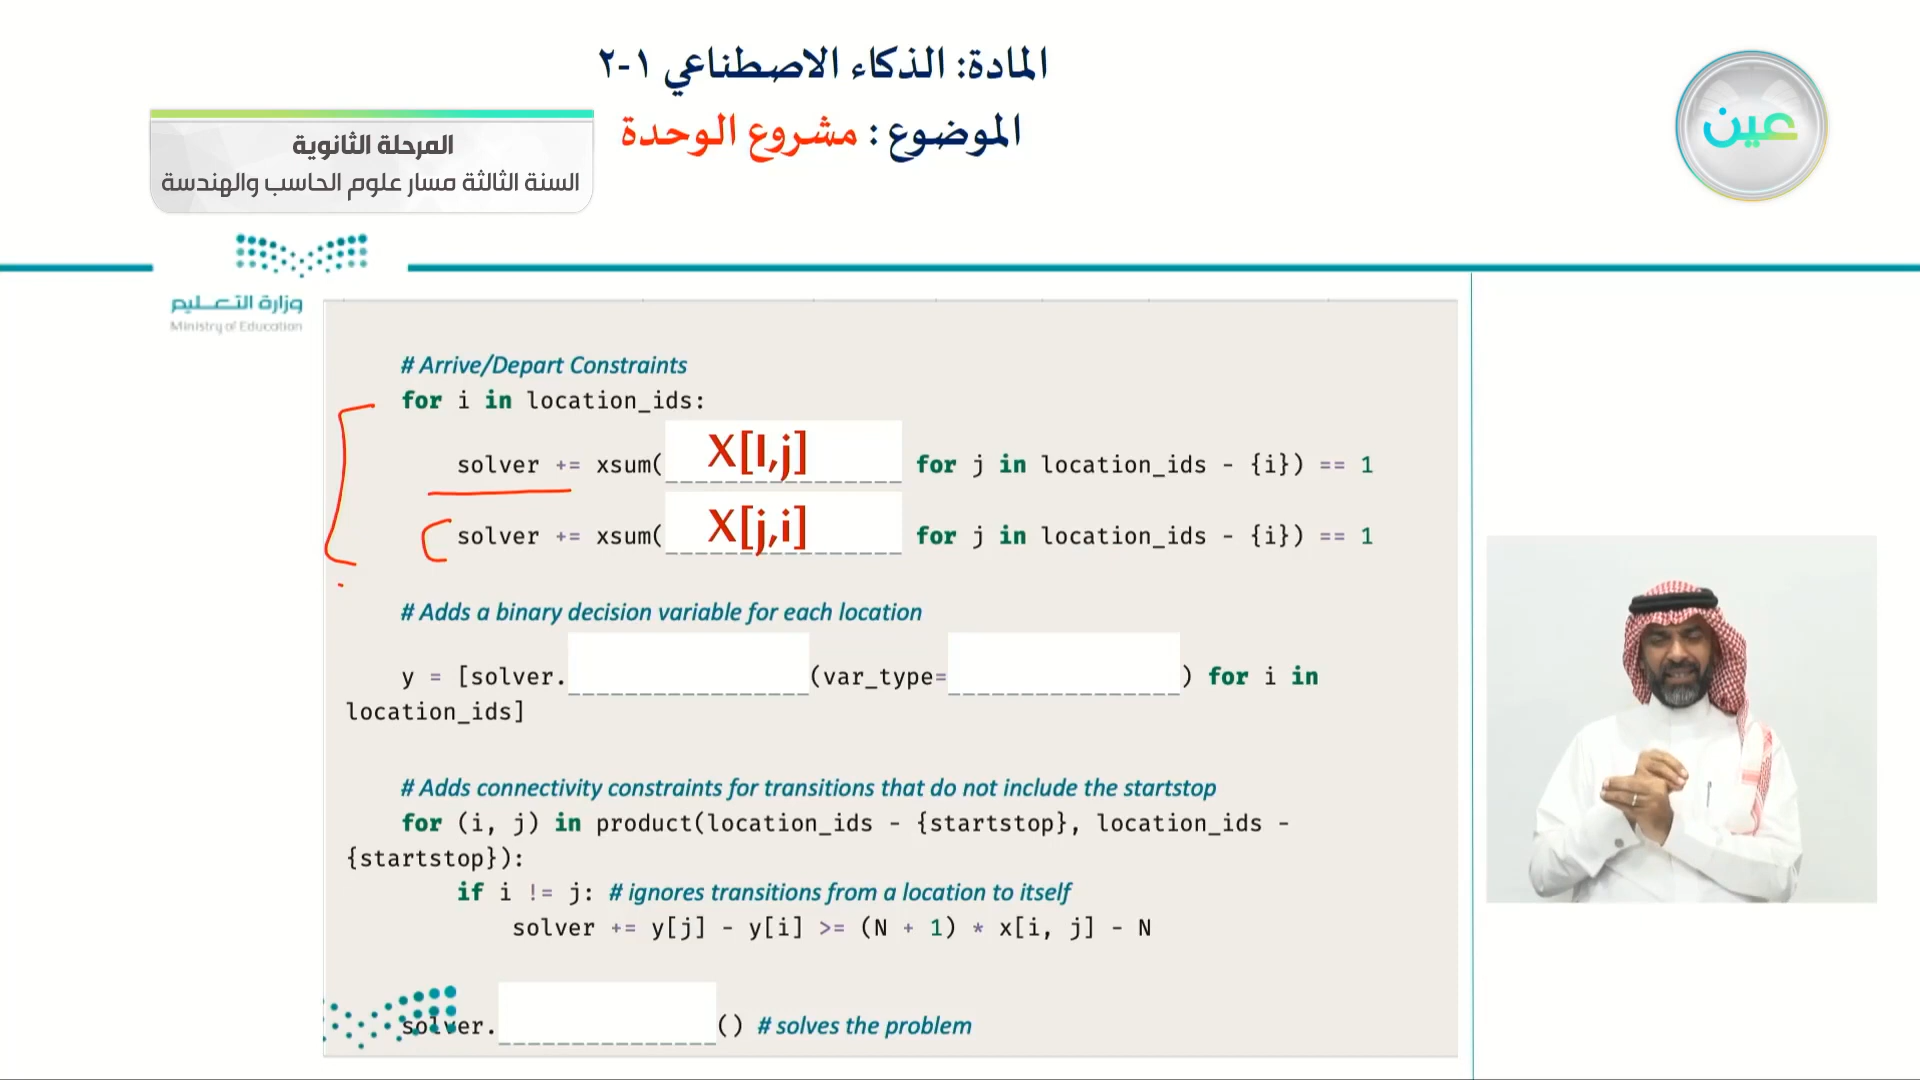 المادة: الذكاء الاصطناعي ١-٢
الموضوع : مشروع الوحدة
المرحلة الثانوية
السنة الثالثة مسار علوم الحاسب والهندسة
عين
وزارة التعليم
Ministry of Education
# Arrive/Depart Constraints
for i in location_ids:
solver += xsum( X[I,j] for j in location_ids - {i}) == 1
solver += xsum( X[j,i] for j in location_ids - {i}) == 1
# Adds a binary decision variable for each location
y = [solver. (var_type= ) for i in
location_ids]
# Adds connectivity constraints for transitions that do not include the startstop
for (i, j) in product(location_ids - {startstop}, location_ids -
{startstop}):
if i != j: # ignores transitions from a location to itself
solver += y[j] - y[i] >= (N + 1) * x[i, j] - N
solver. () # solves the problem